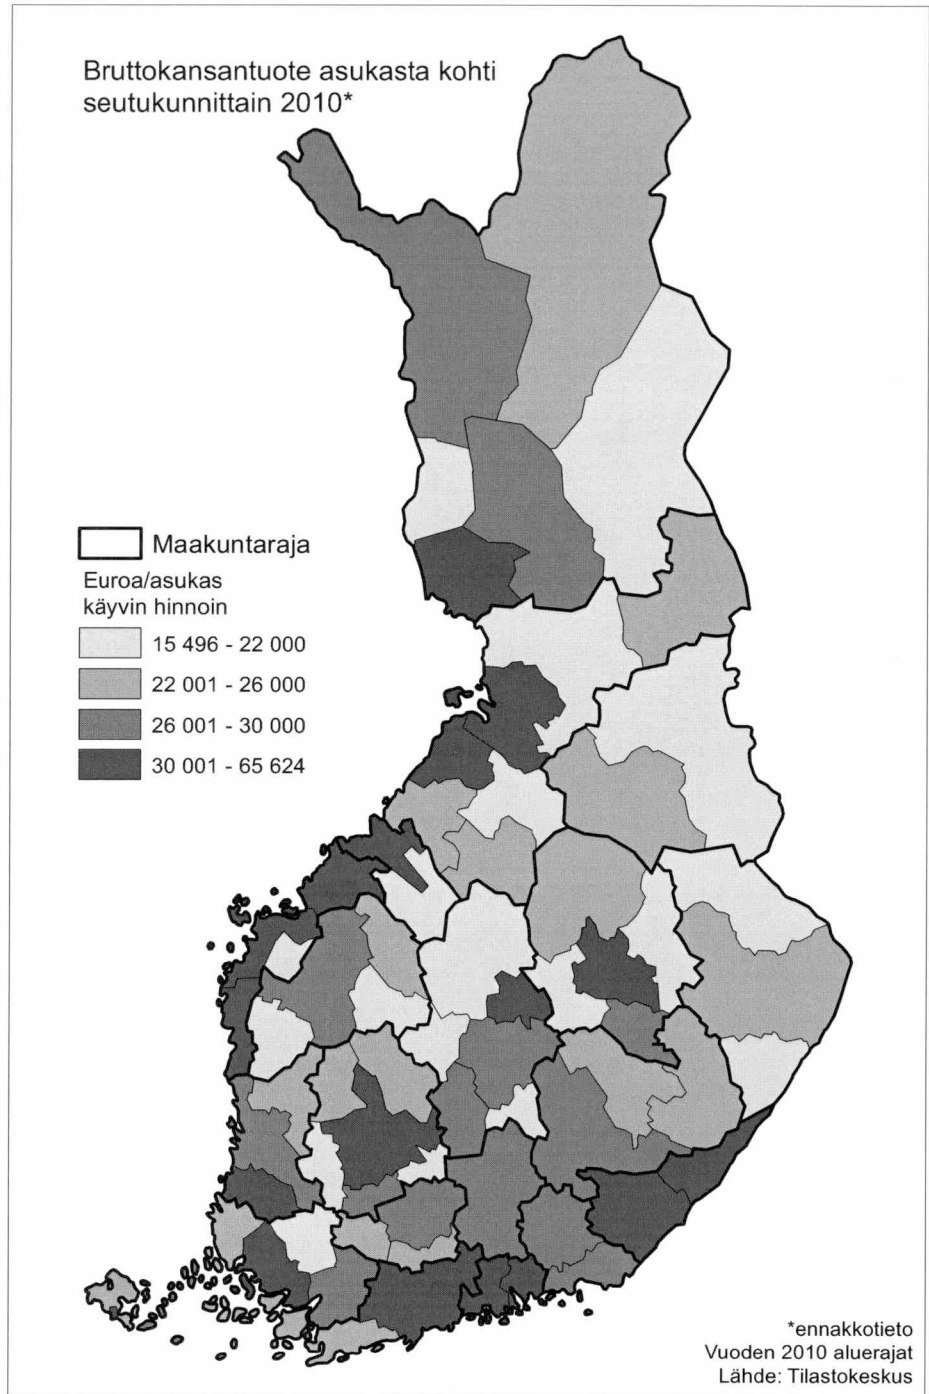 Bruttokansantuote asukasta kohti
seutukunnittain 2010*
Maakuntaraja
Euroa/asukas
käyvin hinnoin
15 496 - 22 000
22 001 - 26 000
26 001 - 30 000
30 001 - 65 624
*ennakkotieto
Vuoden 2010 aluerajat
Lähde: Tilastokeskus